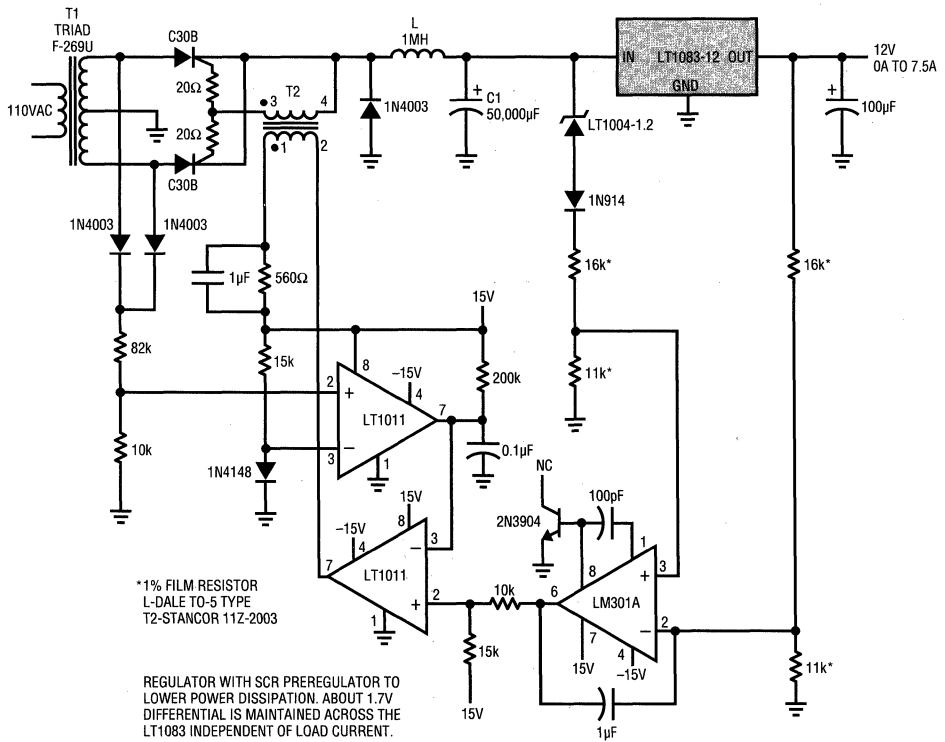 T1
TRIAD
F-269U
110VAC
C30B
20Ω
20Ω
C30B
T2
3
4
1
2
L
1MH
1N4003
+
C1
50,000µF
IN
LT1083-12
OUT
GND
12V
0A TO 7.5A
+
100µF
LT1004-1.2
1N914
16k*
16k*
11k*
1N4003
1N4003
1µF
560Ω
82k
10k
15k
1N4148
15V
200k
0.1µF
2
+
8
–15V
4
LT1011
7
3
–
1
15V
8
–15V
4
7
LT1011
–
3
+
2
1
10k
15k
15V
NC
2N3904
100pF
1
8
+
3
6
LM301A
–
2
7
15V
4
–15V
1µF
11k*
*1% FILM RESISTOR
L-DALE TO-5 TYPE
T2-STANCOR 11Z-2003
REGULATOR WITH SCR PREREGULATOR TO
LOWER POWER DISSIPATION. ABOUT 1.7V
DIFFERENTIAL IS MAINTAINED ACROSS THE
LT1083 INDEPENDENT OF LOAD CURRENT.